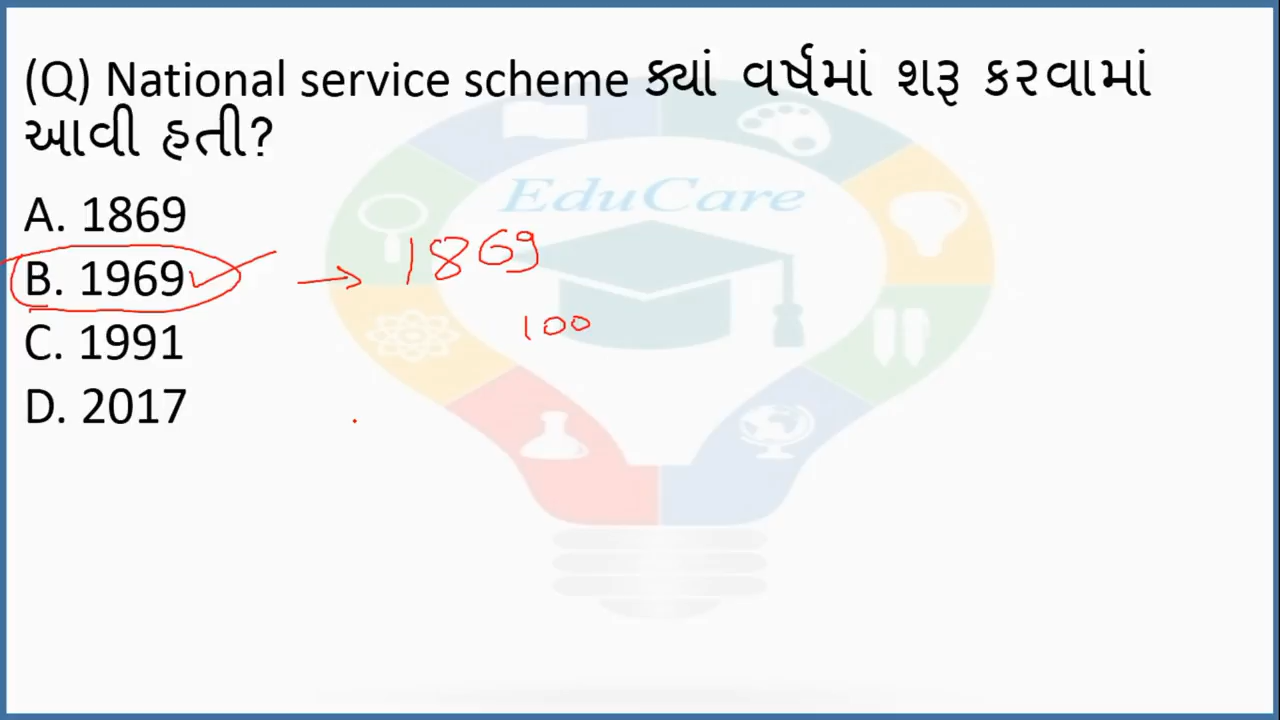 (Q) National service scheme ક્યાં વર્ષમાં શરૂ કરવામાં
આવી હતી?
EduCare
A. 1869
B. 1969
→ 1869
100
C. 1991
D. 2017